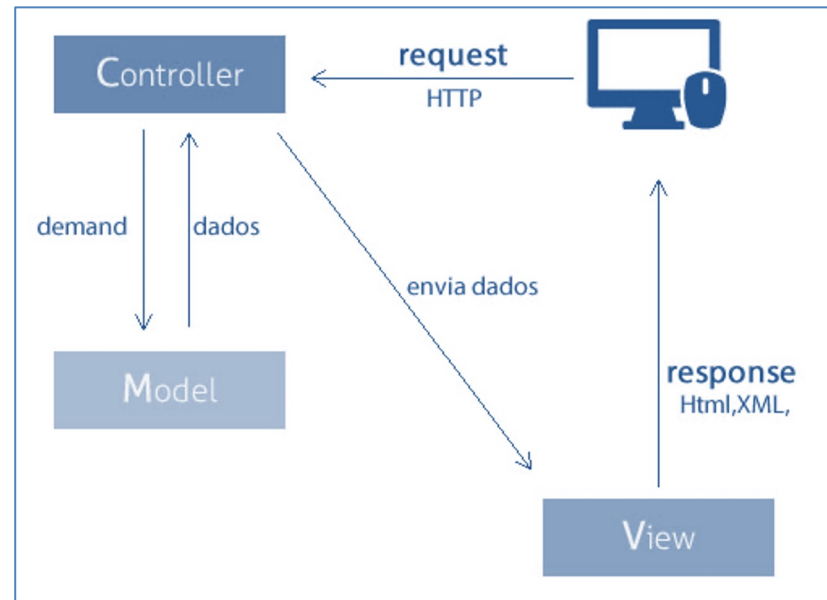 Controller
request
HTTP
demand
dados
envia dados
Model
response
Html,XML,
View